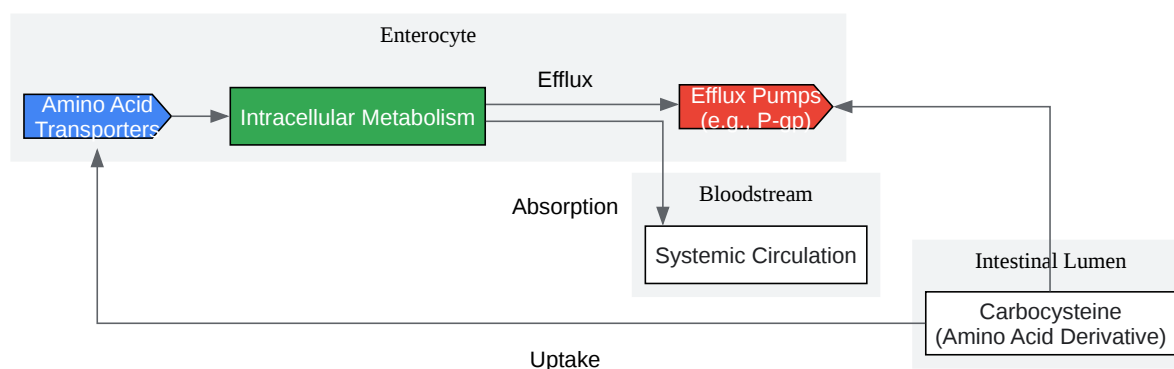 Enterocyte
Efflux
Amino Acid
Transporters
Intracellular Metabolism
Efflux Pumps
(e.g., P-gp)
Absorption
Bloodstream
Systemic Circulation
Intestinal Lumen
Carbocysteine
(Amino Acid Derivative)
Uptake